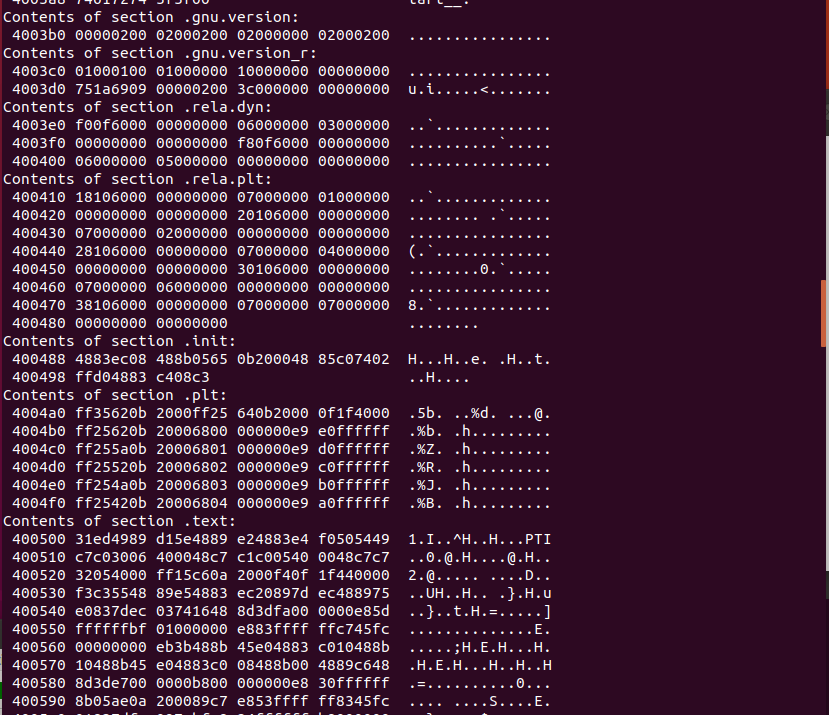 4003a8 74617274 5f5f00 tart__.
Contents of section .gnu.version:
 4003b0 00000200 02000200 02000000 02000200  ................
Contents of section .gnu.version_r:
 4003c0 01000100 01000000 10000000 00000000  ................
 4003d0 751a6909 00000200 3c000000 00000000  u.i.....<.......
Contents of section .rela.dyn:
 4003e0 f00f6000 00000000 06000000 03000000  ..`.............
 4003f0 00000000 00000000 f80f6000 00000000  ..........`.....
 400400 06000000 05000000 00000000 00000000  ................
Contents of section .rela.plt:
 400410 18106000 00000000 07000000 01000000  ..`.............
 400420 00000000 00000000 20106000 00000000  ........ .`.....
 400430 07000000 02000000 00000000 00000000  ................
 400440 28106000 00000000 07000000 04000000  (.`.............
 400450 00000000 00000000 30106000 00000000  ........0.`.....
 400460 07000000 06000000 00000000 00000000  ................
 400470 38106000 00000000 07000000 07000000  8.`.............
 400480 00000000 00000000                    ........
Contents of section .init:
 400488 4883ec08 488b0565 0b200048 85c07402  H...H..e. .H..t.
 400498 ffd04883 c408c3                      ..H....
Contents of section .plt:
 4004a0 ff35620b 2000ff25 640b2000 0f1f4000  .5b. ..%d. ...@.
 4004b0 ff25620b 20006800 000000e9 e0ffffff  .%b. .h.........
 4004c0 ff255a0b 20006801 000000e9 d0ffffff  .%Z. .h.........
 4004d0 ff25520b 20006802 000000e9 c0ffffff  .%R. .h.........
 4004e0 ff254a0b 20006803 000000e9 b0ffffff  .%J. .h.........
 4004f0 ff25420b 20006804 000000e9 a0ffffff  .%B. .h.........
Contents of section .text:
 400500 31ed4989 d15e4889 e24883e4 f0505449  1.I..^H..H...PTI
 400510 c7c03006 400048c7 c1c00540 0048c7c7  ..0.@.H....@.H..
 400520 32054000 ff15c60a 2000f40f 1f440000  2.@..... ....D..
 400530 f3c35548 89e54883 ec20897d ec488975  ..UH..H.. .}.H.u
 400540 e0837dec 03741648 8d3dfa00 0000e85d  ..}..t.H.=.....]
 400550 ffffffbf 01000000 e883ffff ffc745fc  ..............E.
 400560 00000000 eb3b488b 45e04883 c010488b  .....;H.E.H...H.
 400570 10488b45 e04883c0 08488b00 4889c648  .H.E.H...H..H..H
 400580 8d3de700 0000b800 000000e8 30ffffff  .=..........0...
 400590 8b05ae0a 200089c7 e853ffff ff8345fc  .... ....S....E.